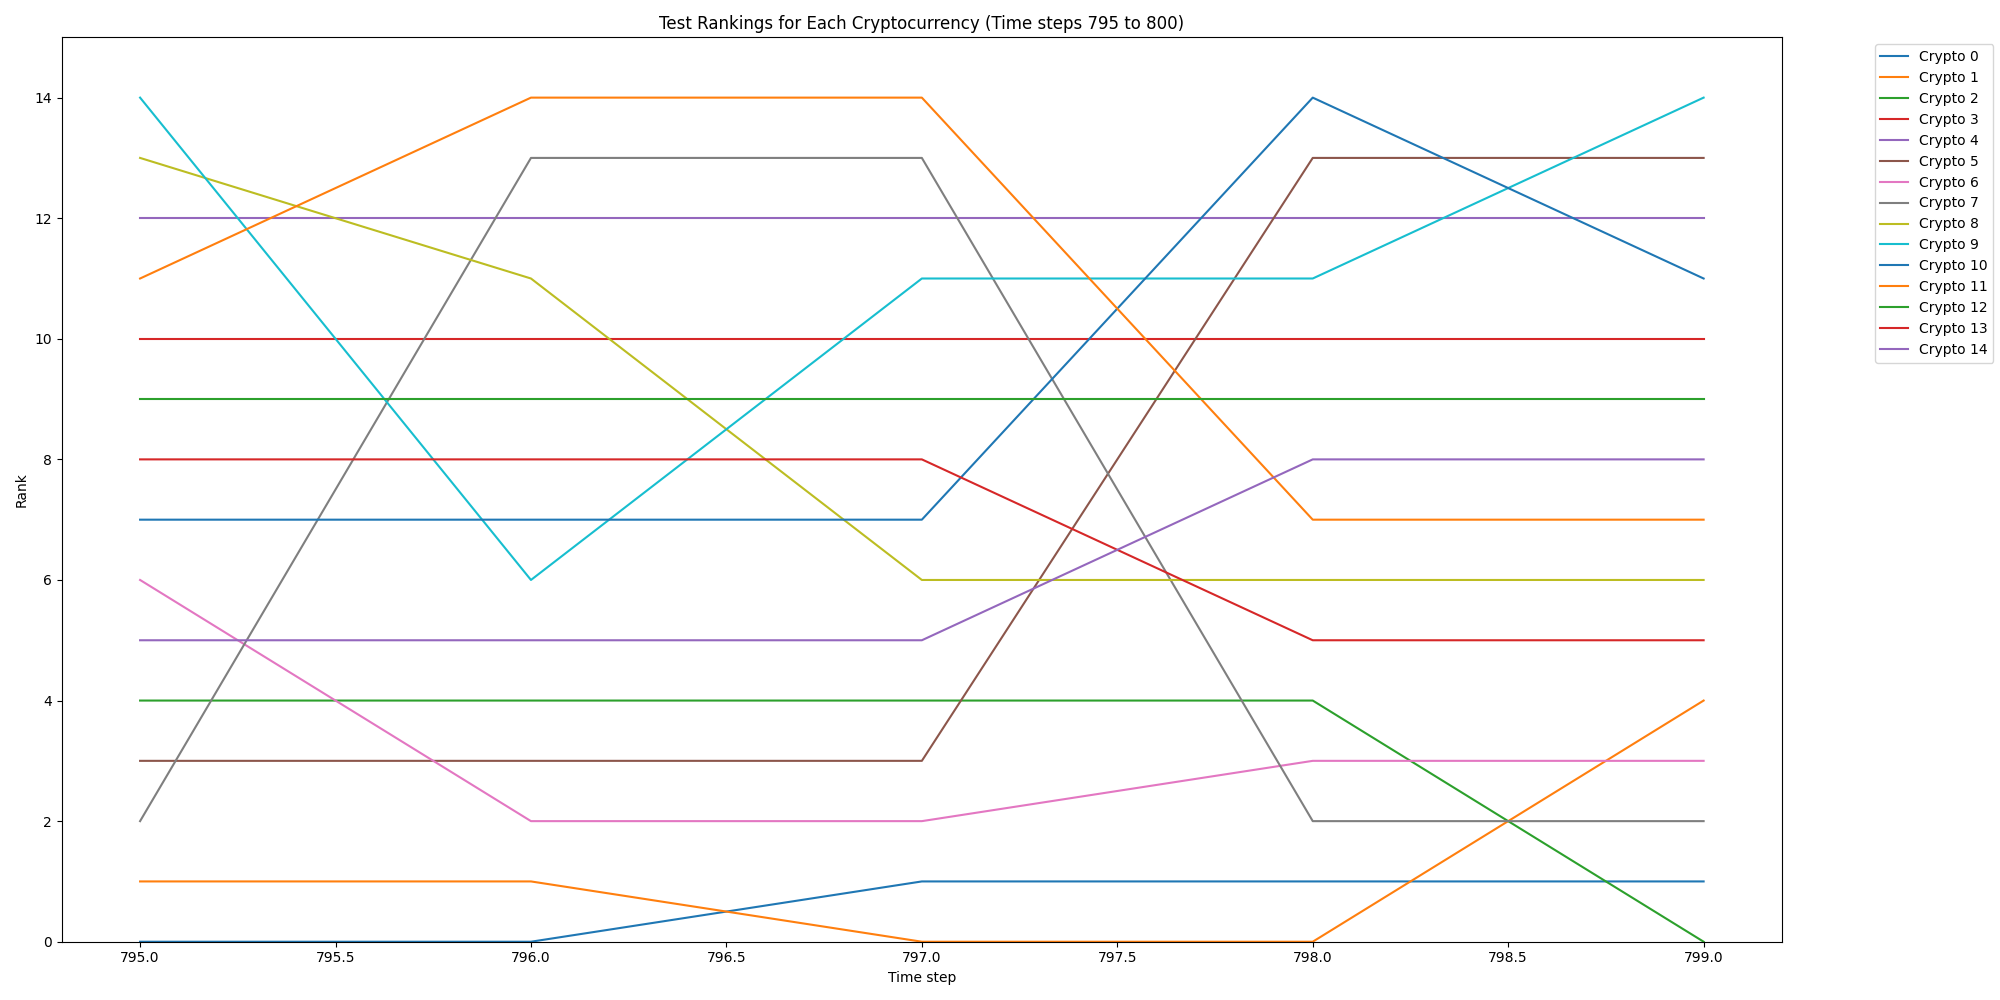 Test Rankings for Each Cryptocurrency (Time steps 795 to 800)
Rank
14
12
10
8
6
4
2
0
795.0
795.5
796.0
796.5
797.0
797.5
798.0
798.5
799.0
Time step
Crypto 0
Crypto 1
Crypto 2
Crypto 3
Crypto 4
Crypto 5
Crypto 6
Crypto 7
Crypto 8
Crypto 9
Crypto 10
Crypto 11
Crypto 12
Crypto 13
Crypto 14